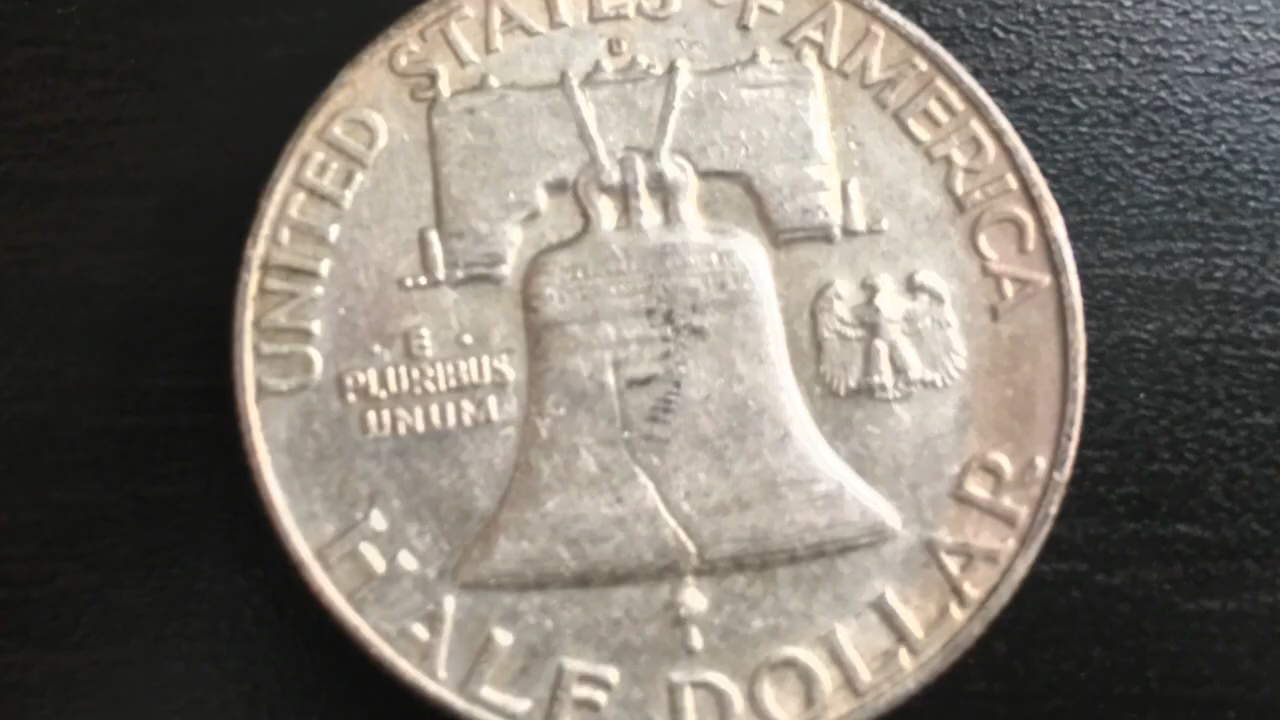 UNITED STATES OF AMERICA
D
E
PLURIBUS
UNUM
HALF DOLLAR